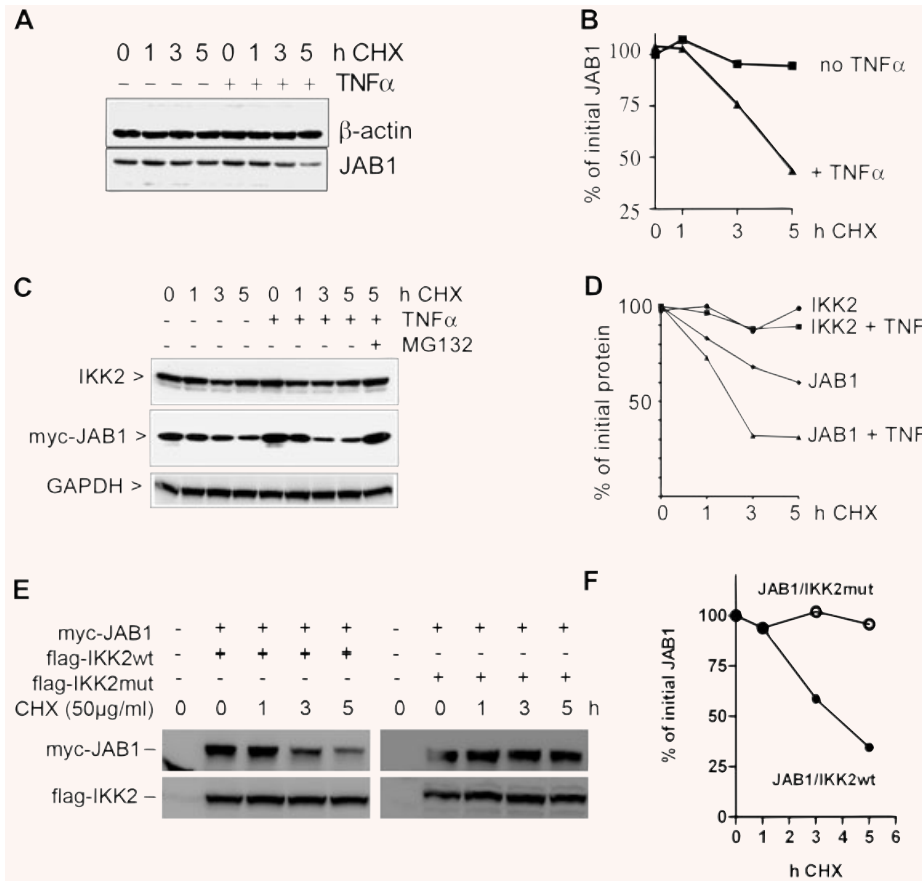 A
0 1 3 5 0 1 3 5 h CHX
− − − − + + + + TNFα
β-actin
JAB1
B
% of initial JAB1
100
75
50
25
no TNFα
+ TNFα
0 1 3 5 h CHX
C
0 1 3 5 0 1 3 5 5 h CHX
- - - - + + + + + TNFα
- - - - - - - - + MG132
IKK2 >
myc-JAB1 >
GAPDH >
D
% of initial protein
100
50
IKK2
IKK2 + TNF
JAB1
JAB1 + TNF
0 1 3 5 h CHX
E
myc-JAB1 - + + + + - + + + +
flag-IKK2wt - + + + + -
flag-IKK2mut - - + + + +
CHX (50µg/ml) 0 0 1 3 5 0 0 1 3 5 h
myc-JAB1 –
flag-IKK2 –
F
% of initial JAB1
100
75
50
25
0
JAB1/IKK2mut
JAB1/IKK2wt
0 1 2 3 4 5 6
h CHX